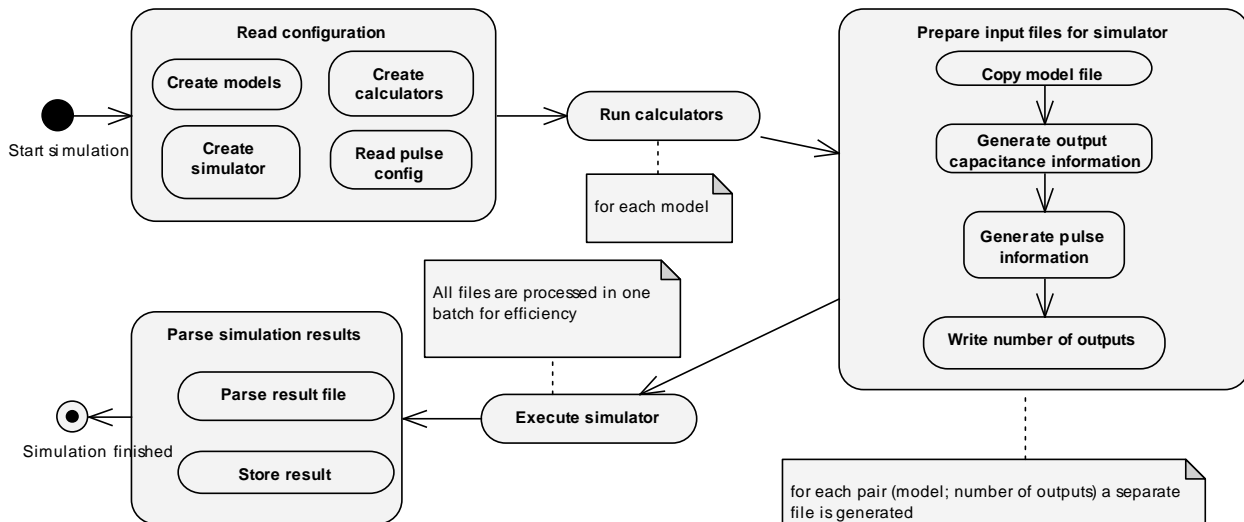 Read configuration
Create models
Create
calculators
Create
simulator
Read pulse
config
Start simulation
Run calculators
for each model
Prepare input files for simulator
Copy model file
Generate output
capacitance information
Generate pulse
information
Write number of outputs
for each pair (model; number of outputs) a separate
file is generated
All files are processed in one
batch for efficiency
Execute simulator
Parse simulation results
Parse result file
Store result
Simulation finished